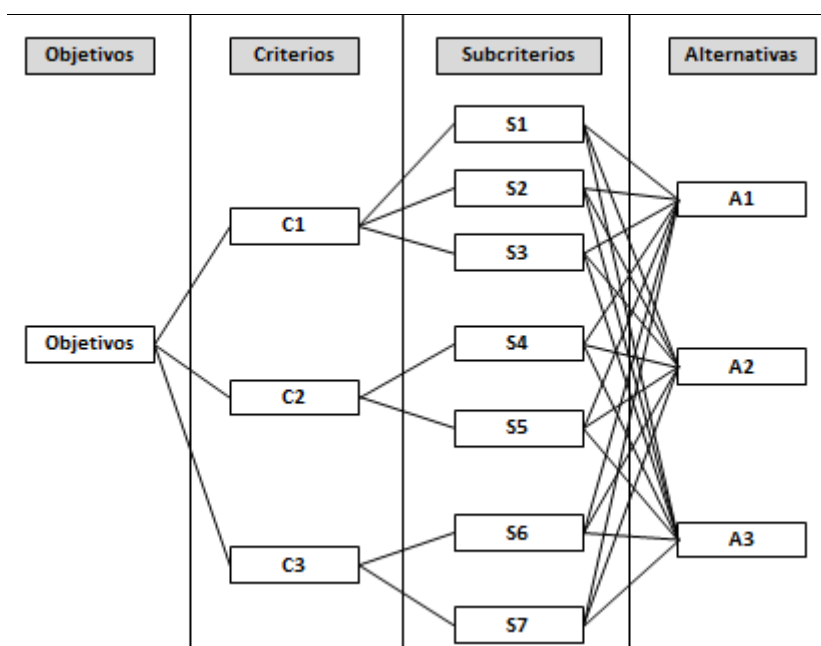 Objetivos
Criterios
Subcriterios
Alternativas
S1
S2
A1
C1
S3
Objetivos
S4
A2
C2
S5
S6
A3
C3
S7